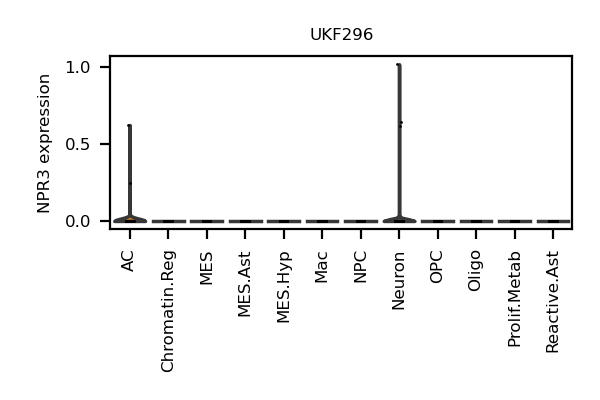 UKF296
NPR3 expression
1.0
0.5
0.0
AC
Chromatin.Reg
MES
MES.Ast
MES.Hyp
Mac
NPC
Neuron
OPC
Oligo
Prolif.Metab
Reactive.Ast